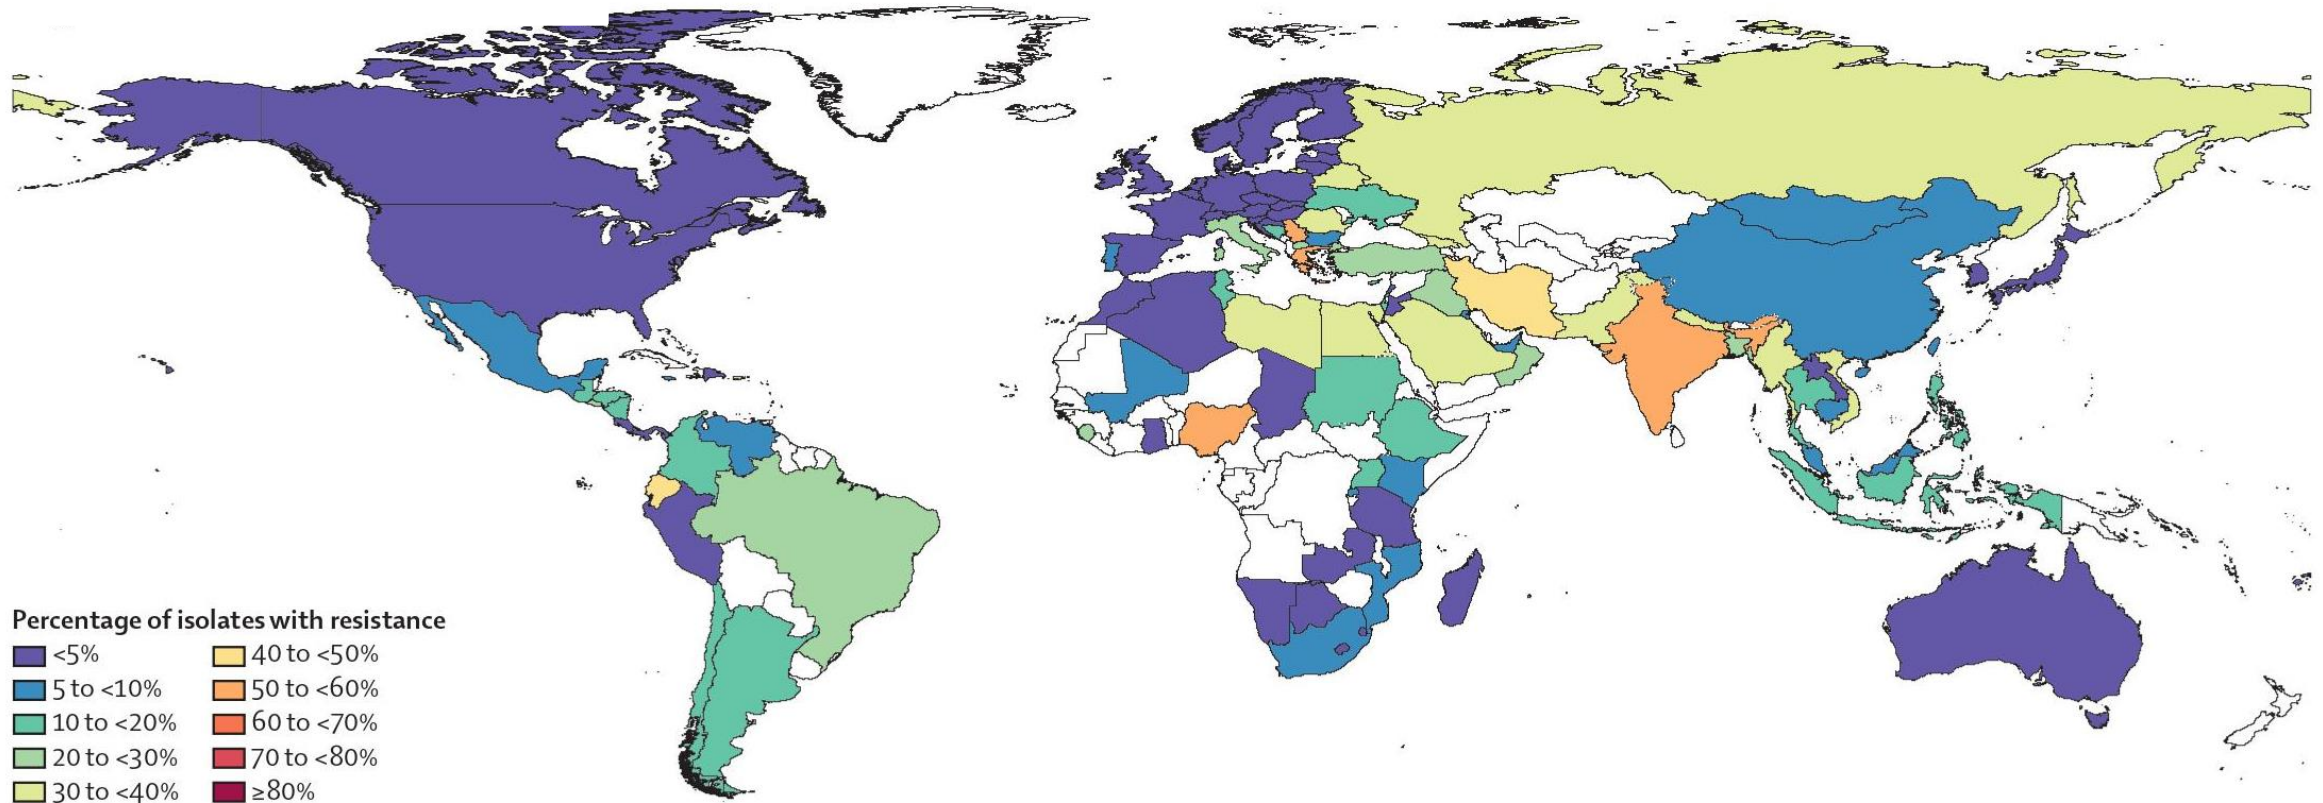 Percentage of isolates with resistance
<5%
5 to <10%
10 to <20%
20 to <30%
30 to <40%
40 to <50%
50 to <60%
60 to <70%
70 to <80%
≥80%